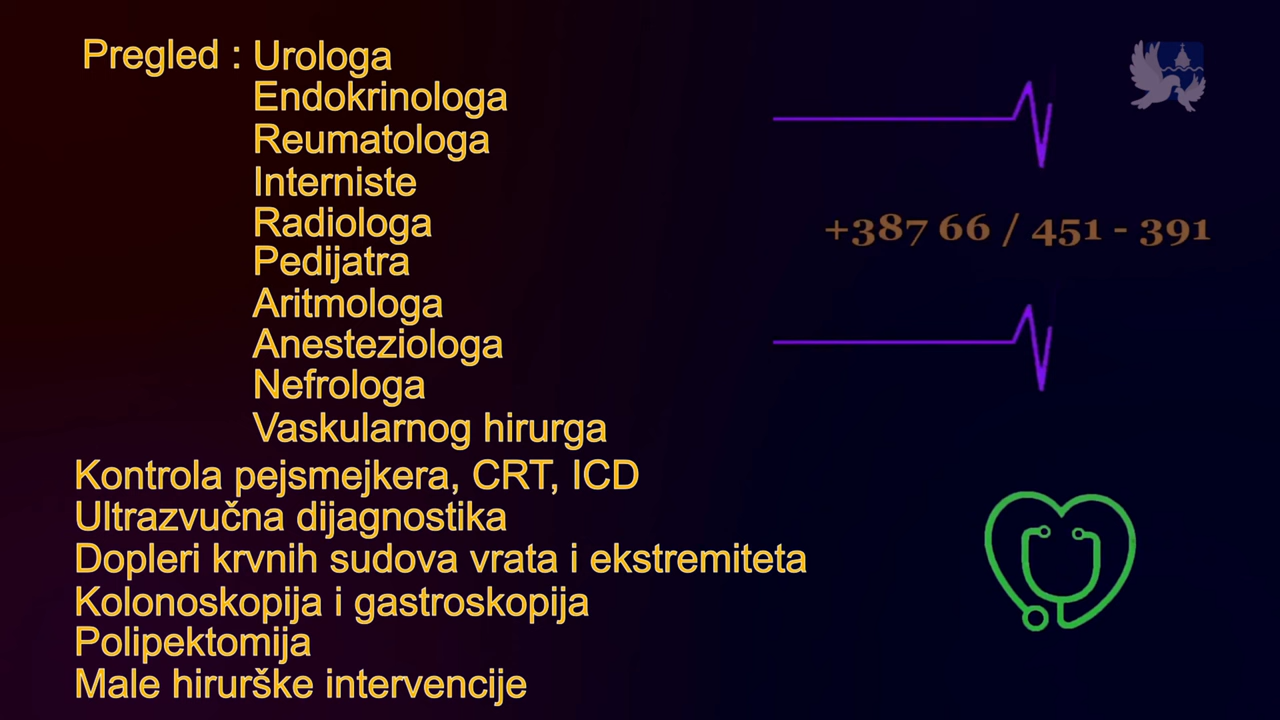 Pregled : Urologa
Endokrinologa
Reumatologa
Interniste
Radiologa
Pedijatra
Aritmologa
Anesteziologa
Nefrologa
Vaskularnog hirurga
Kontrola pejsmejkera, CRT, ICD
Ultrazvučna dijagnostika
Dopleri krvnih sudova vrata i ekstremiteta
Kolonoskopija i gastroskopija
Polipektomija
Male hirurške intervencije
+387 66 / 451 - 391